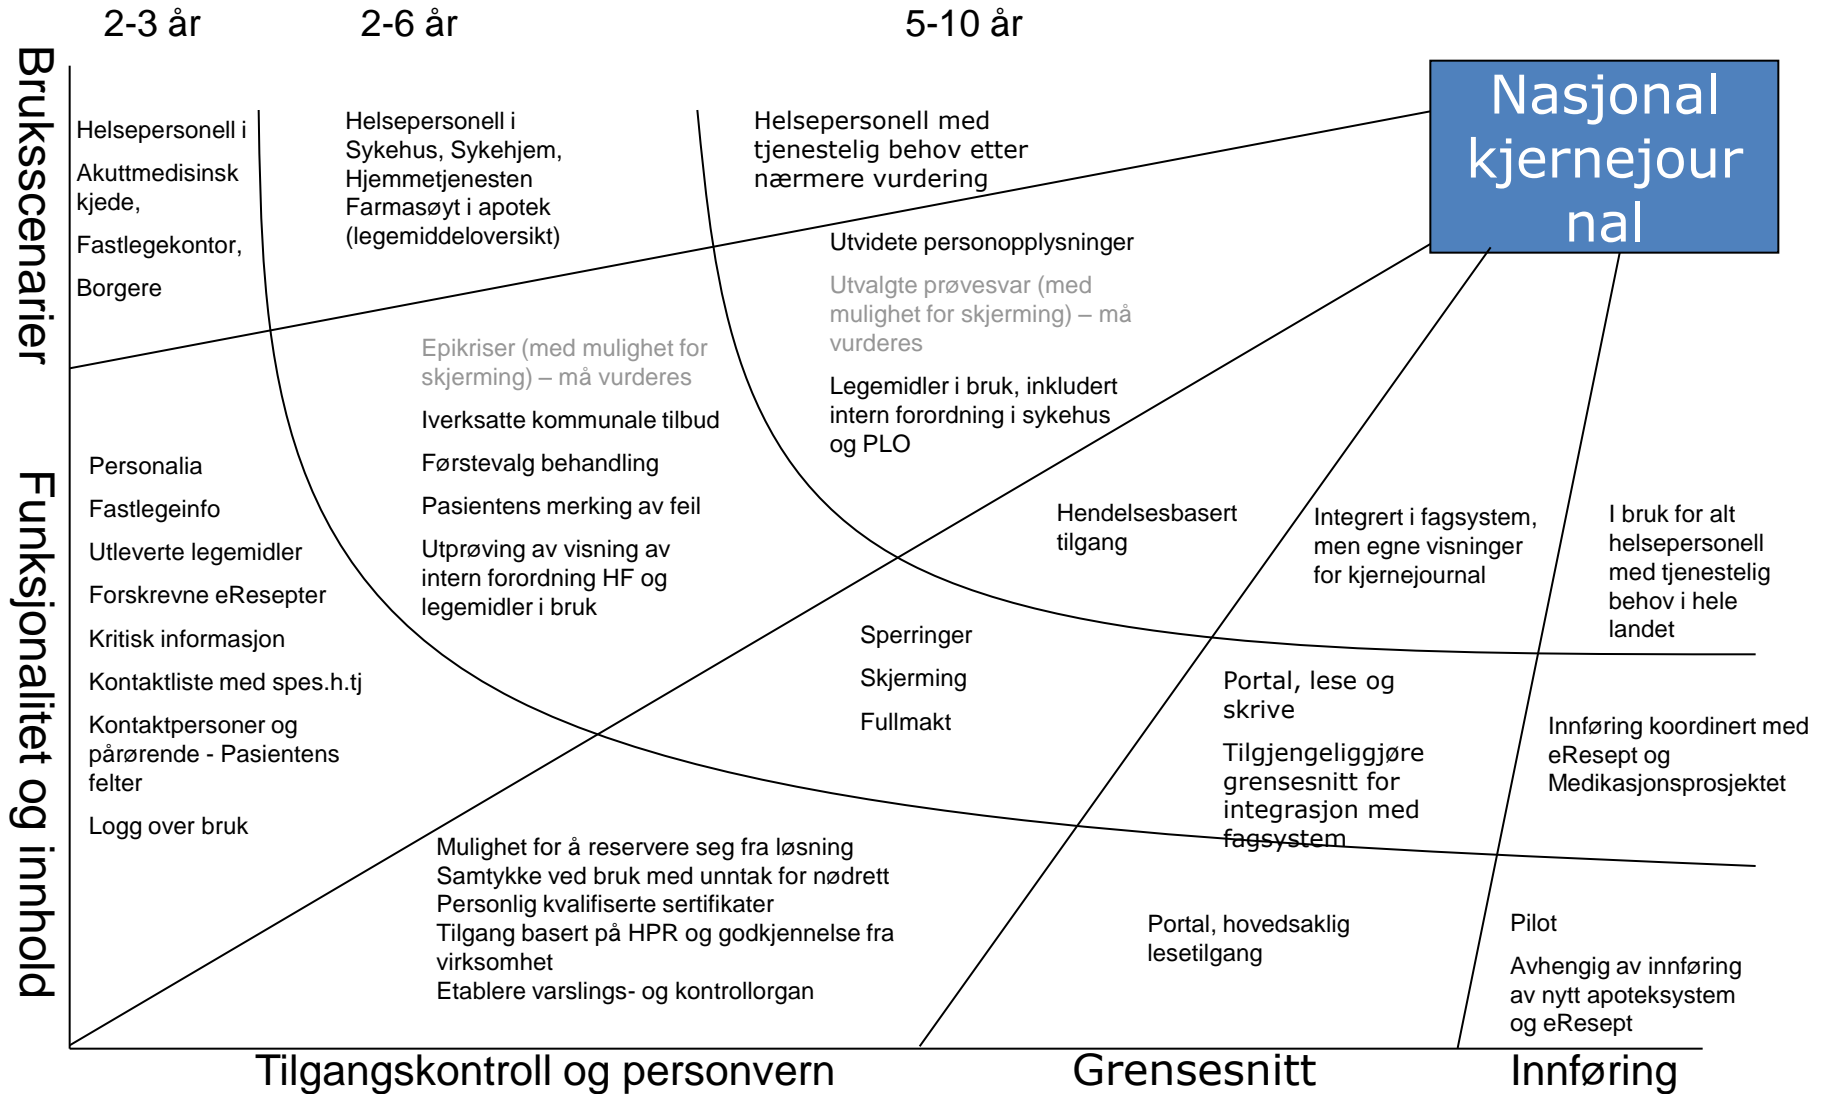 2-3 år
2-6 år
5-10 år
Bruksscenarier
Helsepersonell i
Akuttmedisinsk
kjede,
Fastlegekontor,
Borgere
Helsepersonell i
Sykehus, Sykehjem,
Hjemmetjenesten
Farmasøyt i apotek
(legemiddeloversikt)
Helsepersonell med
tjenestelig behov etter
nærmere vurdering
Nasjonal
kjernejour
nal
Funksjonalitet og innhold
Personalia
Fastlegeinfo
Utleverte legemidler
Forskrevne eResepter
Kritisk informasjon
Kontaktliste med spes.h.tj
Kontaktpersoner og
pårørende - Pasientens
felter
Logg over bruk
Epikriser (med mulighet for
skjerming) – må vurderes
Iverksatte kommunale tilbud
Førstevalg behandling
Pasientens merking av feil
Utprøving av visning av
intern forordning HF og
legemidler i bruk
Utvidete personopplysninger
Utvalgte prøvesvar (med
mulighet for skjerming) – må
vurderes
Legemidler i bruk, inkludert
intern forordning i sykehus
og PLO
Mulighet for å reservere seg fra løsning
Samtykke ved bruk med unntak for nødrett
Personlig kvalifiserte sertifikater
Tilgang basert på HPR og godkjennelse fra
virksomhet
Etablere varslings- og kontrollorgan
Sperringer
Skjerming
Fullmakt
Hendelsesbasert
tilgang
Portal, hovedsaklig
lesetilgang
Portal, lese og
skrive
Tilgjengeliggjøre
grensesnitt for
integrasjon med
fagsystem
Integrert i fagsystem,
men egne visninger
for kjernejournal
Pilot
Avhengig av innføring
av nytt apoteksystem
og eResept
Innføring koordinert med
eResept og
Medikasjonsprosjektet
I bruk for alt
helsepersonell
med tjenestelig
behov i hele
landet
Tilgangskontroll og personvern
Grensesnitt
Innføring